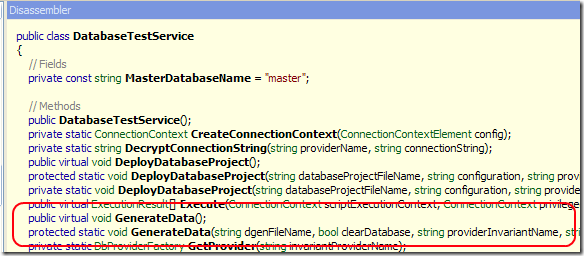 Disassembler
public class DatabaseTestService
{
// Fields
private const string MasterDatabaseName = "master";
// Methods
public DatabaseTestService();
private static ConnectionContext CreateConnectionContext(ConnectionContextElement config);
private static string DecryptConnectionString(string providerName, string connectionString);
public virtual void DeployDatabaseProject();
protected static void DeployDatabaseProject(string databaseProjectFileName, string configuration, string prov
private static void DeployDatabaseProject(string databaseProjectFileName, string configuration, string provide
public virtual ExecutionResult[] Execute(ConnectionContext scriptExecutionContext, ConnectionContext privilege
public virtual void GenerateData();
protected static void GenerateData(string dgenFileName, bool clearDatabase, string providerInvariantName, stri
private static DbProviderFactory GetProvider(string invariantProviderName);